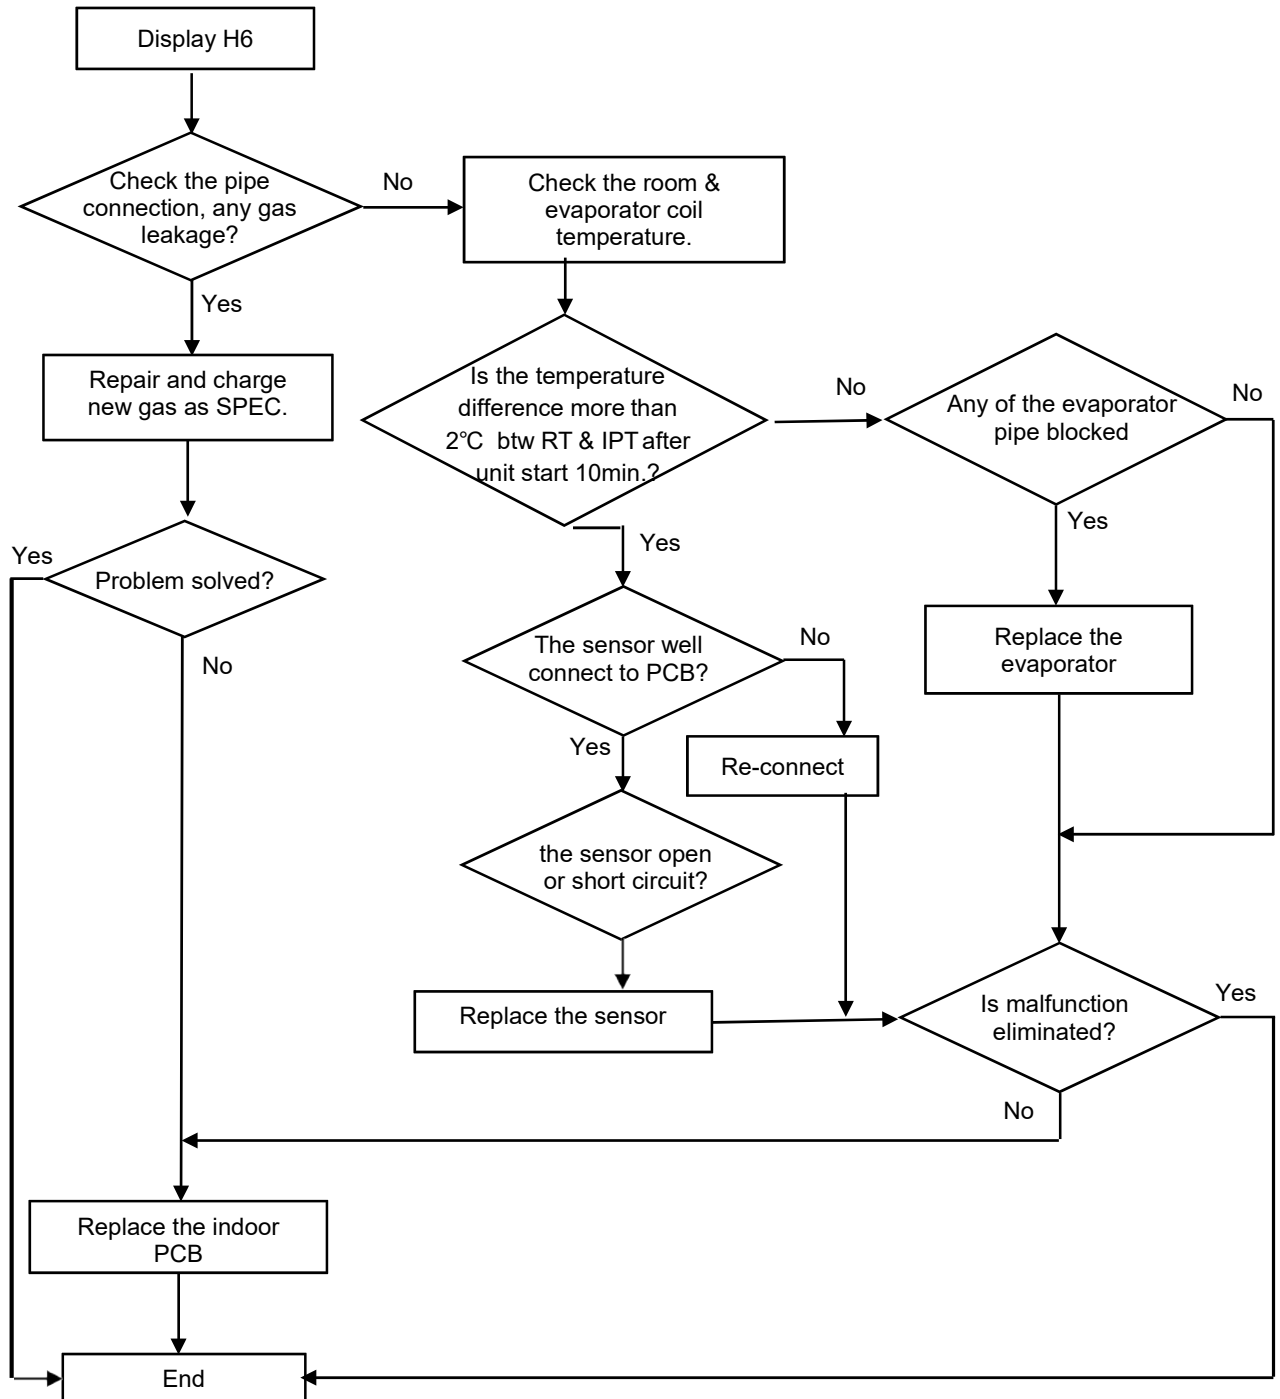 Display H6
Check the pipe
connection, any gas
leakage?
No
Check the room &
evaporator coil
temperature.
Yes
Repair and charge
new gas as SPEC.
Is the temperature
difference more than
2℃ btw RT & IPT after
unit start 10min.?
No
Any of the evaporator
pipe blocked
No
Yes
Problem solved?
Yes
No
Yes
The sensor well
connect to PCB?
No
Replace the
evaporator
Yes
Re-connect
the sensor open
or short circuit?
Replace the sensor
Is malfunction
eliminated?
Yes
No
Replace the indoor
PCB
End